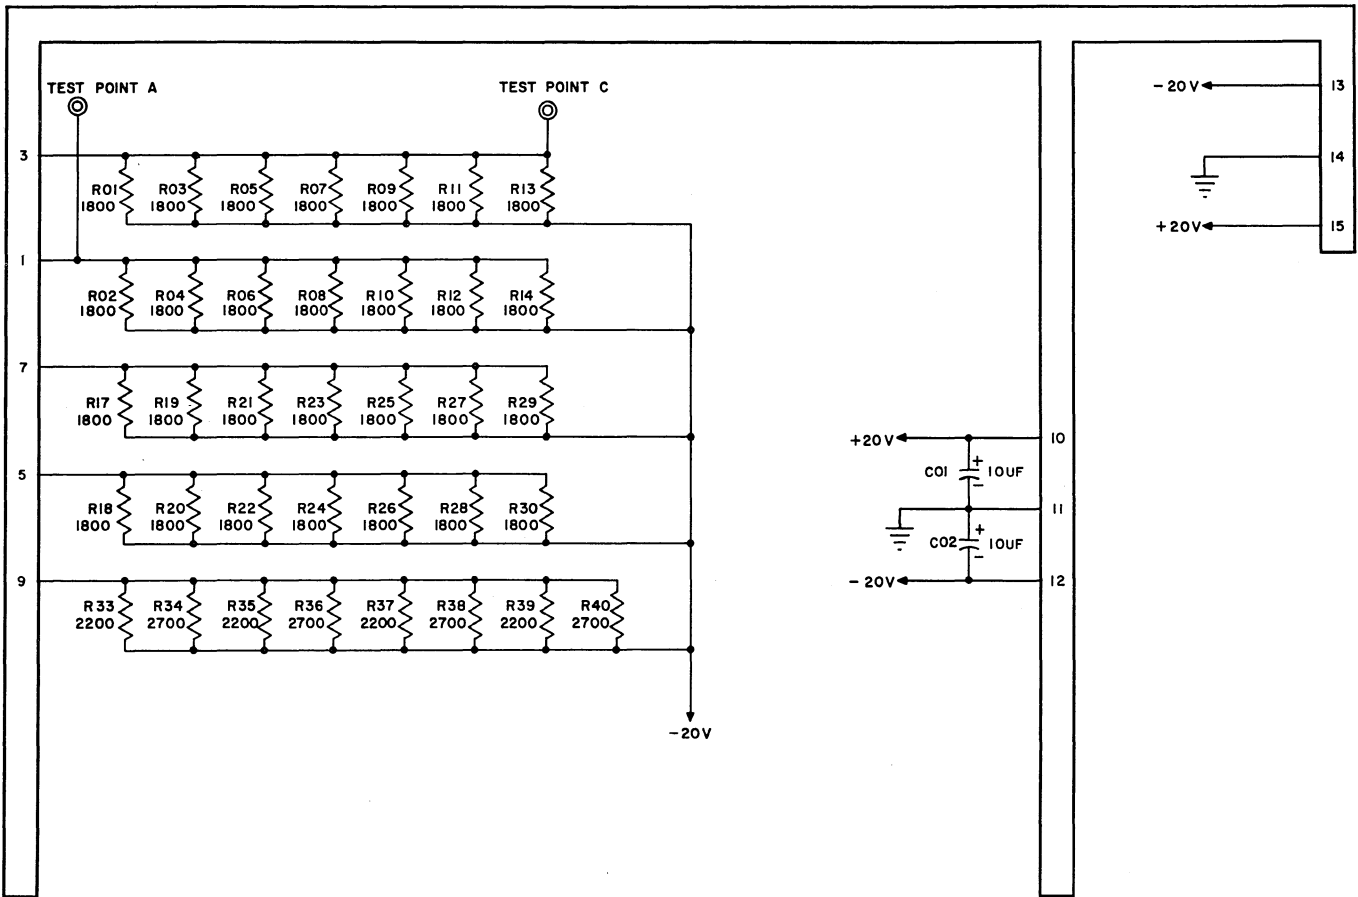 TEST POINT A
TEST POINT C
3
R01 R03 R05 R07 R09 R11 R13
1800 1800 1800 1800 1800 1800 1800
1
R02 R04 R06 R08 R10 R12 R14
1800 1800 1800 1800 1800 1800 1800
7
R17 R19 R21 R23 R25 R27 R29
1800 1800 1800 1800 1800 1800 1800
5
R18 R20 R22 R24 R26 R28 R30
1800 1800 1800 1800 1800 1800 1800
9
R33 R34 R35 R36 R37 R38 R39 R40
2200 2700 2200 2700 2200 2700 2200 2700
-20V
+20V
10
C01 + 10UF
-
11
C02 + 10UF
-
-20V
12
-20V
13
14
+20V
15